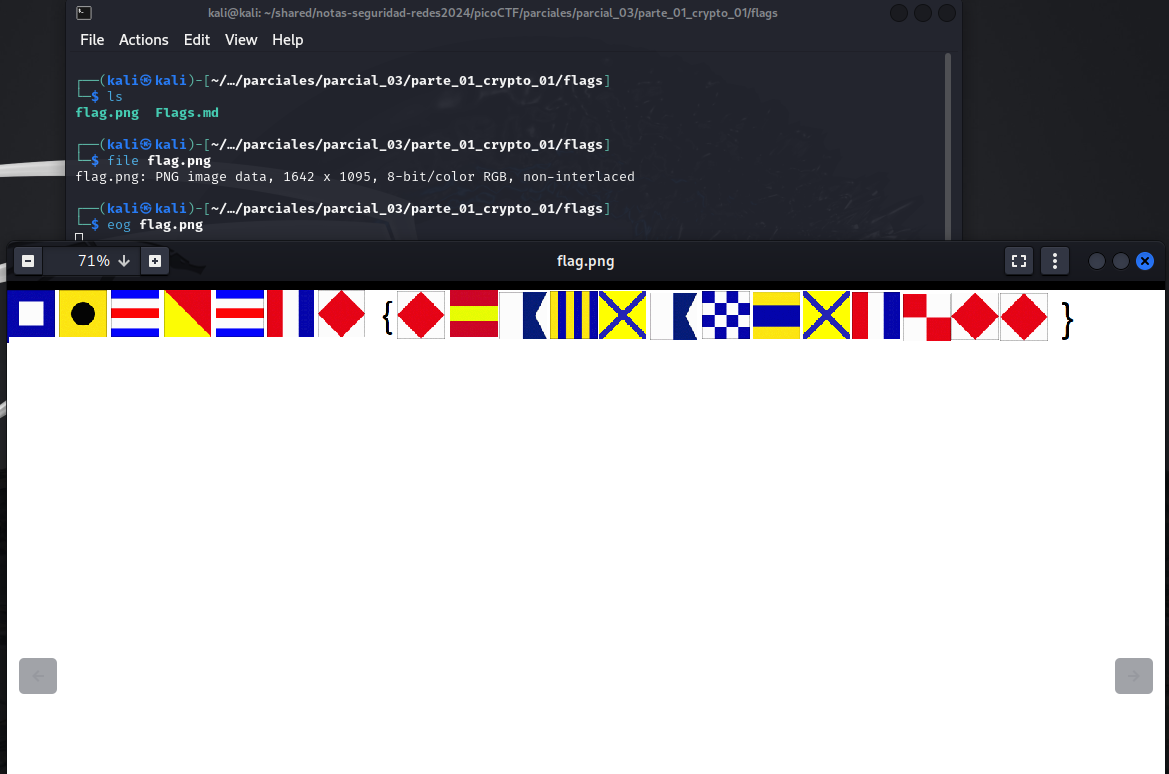 kali@kali: ~/shared/notas-seguridad-redes2024/picoCTF/parciales/parcial_03/parte_01_crypto_01/flags
File Actions Edit View Help
┌──(kali㉿kali)-[~/…/parciales/parcial_03/parte_01_crypto_01/flags]
└─$ ls
flag.png Flags.md
┌──(kali㉿kali)-[~/…/parciales/parcial_03/parte_01_crypto_01/flags]
└─$ file flag.png
flag.png: PNG image data, 1642 x 1095, 8-bit/color RGB, non-interlaced
┌──(kali㉿kali)-[~/…/parciales/parcial_03/parte_01_crypto_01/flags]
└─$ eog flag.png
71% flag.png
{ }